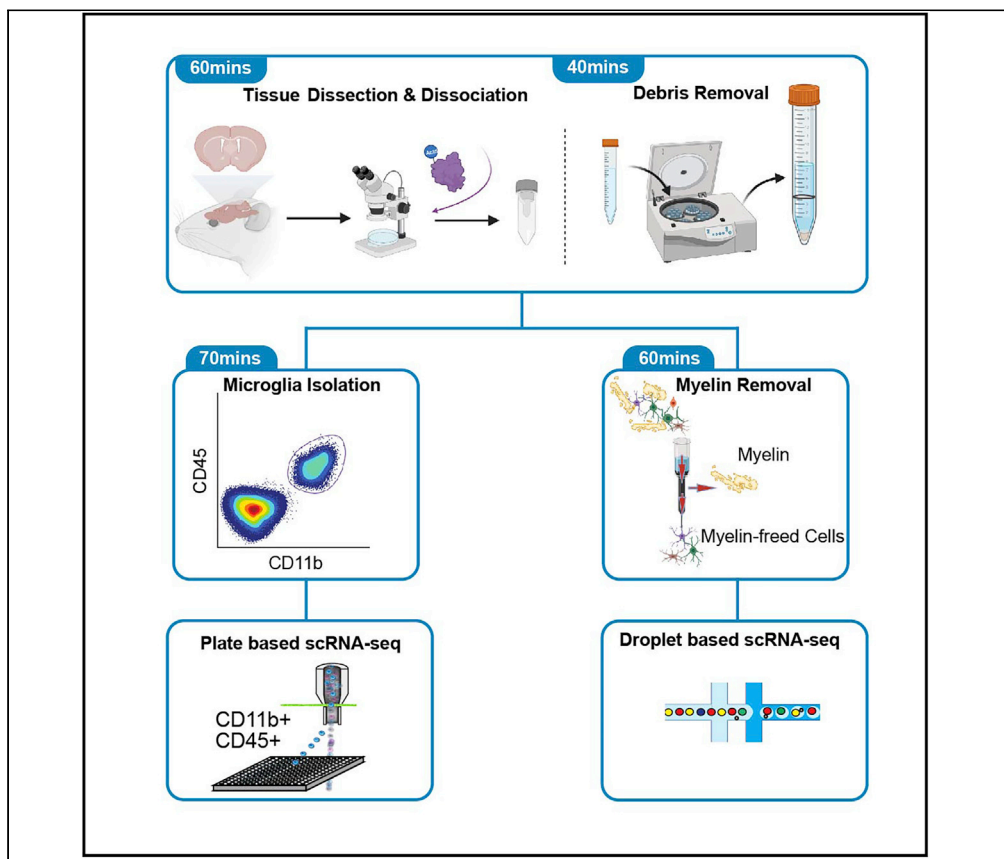 60mins
40mins
Tissue Dissection & Dissociation
Debris Removal
70mins
60mins
Microglia Isolation
Myelin Removal
CD45
CD11b
Myelin
Myelin-freed Cells
Plate based scRNA-seq
Droplet based scRNA-seq
CD11b+
CD45+